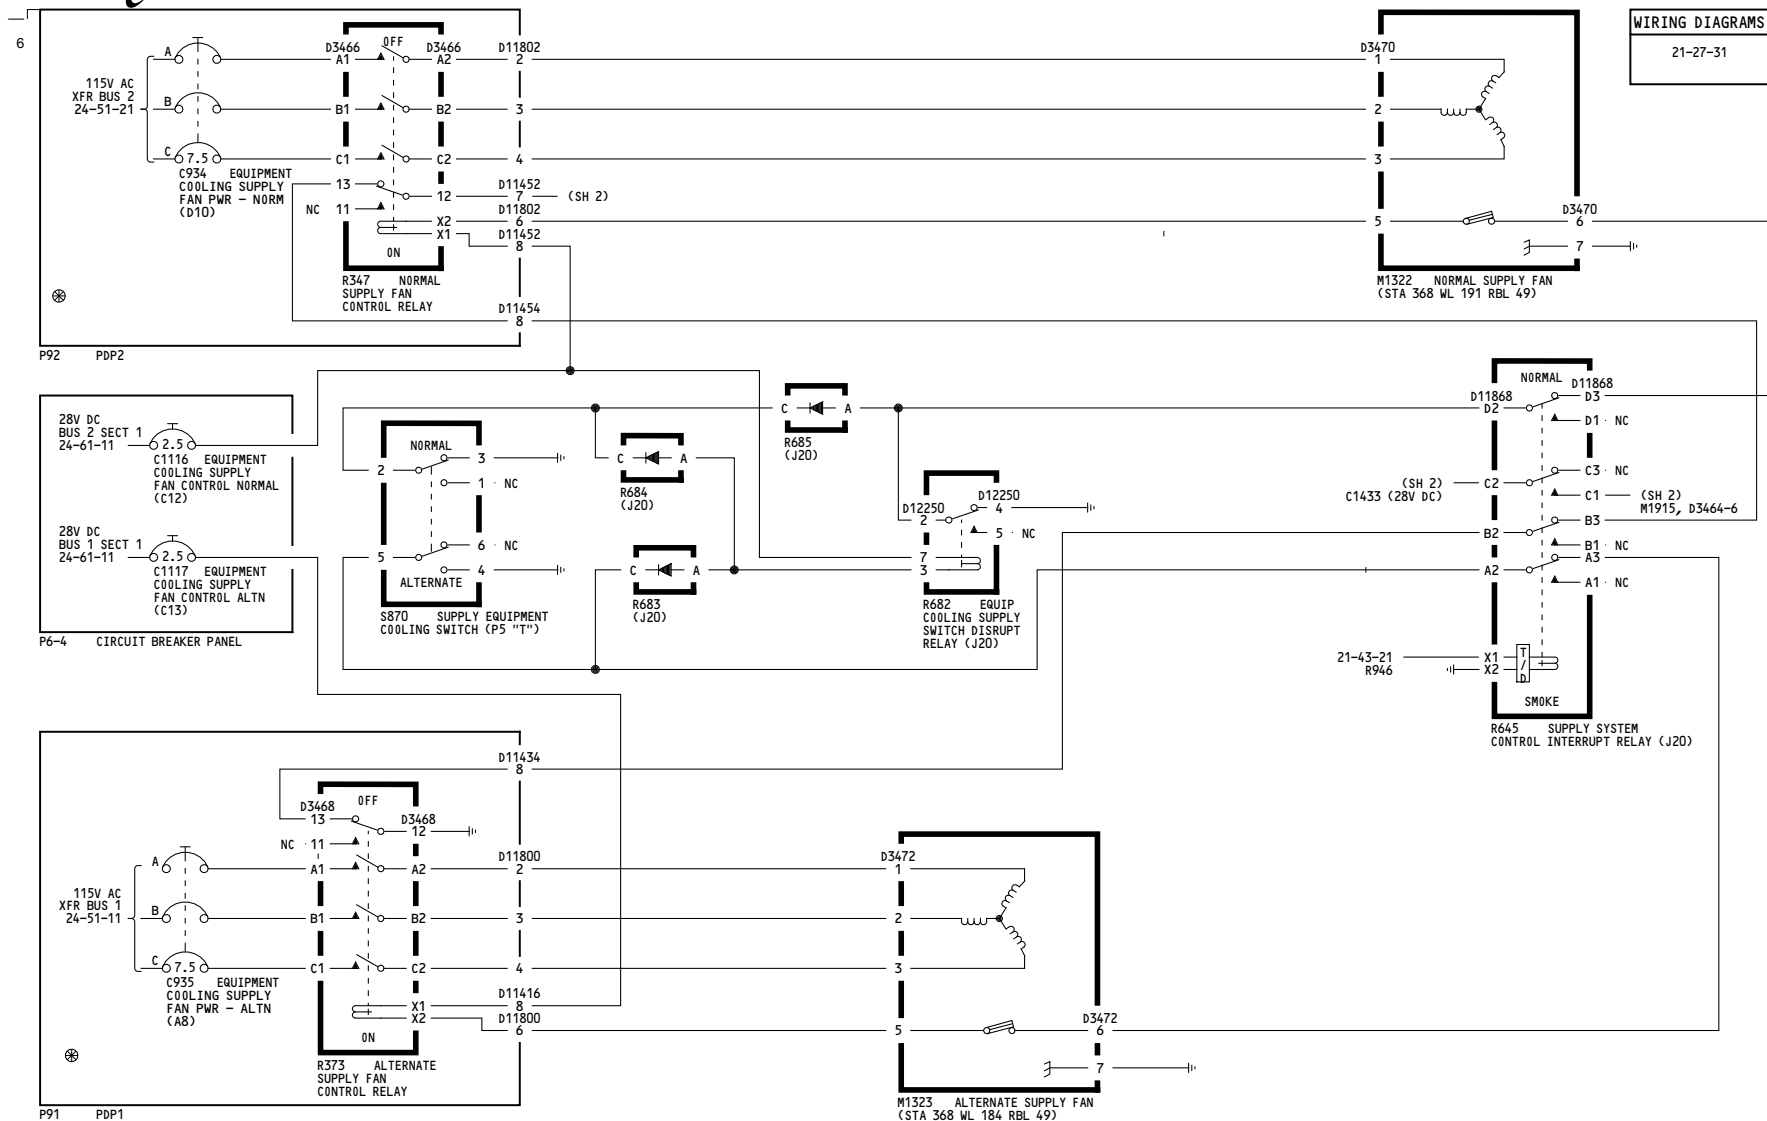 6
WIRING DIAGRAMS
21-27-31
115V AC
XFR BUS 2
24-51-21
A
B
C 7.5
C934 EQUIPMENT
COOLING SUPPLY
FAN PWR - NORM
(D10)
D3466 OFF D3466
A1 A2
B1 B2
C1 C2
13 12
NC 11
X2
X1
ON
R347 NORMAL
SUPPLY FAN
CONTROL RELAY
D11802
2
3
4
D11452
7 (SH 2)
D11802
6
D11452
8
D11454
8
P92 PDP2
D3470
1
2
3
5
D3470
6
7
M1322 NORMAL SUPPLY FAN
(STA 368 WL 191 RBL 49)
28V DC
BUS 2 SECT 1
24-61-11 2.5
C1116 EQUIPMENT
COOLING SUPPLY
FAN CONTROL NORMAL
(C12)
28V DC
BUS 1 SECT 1
24-61-11 2.5
C1117 EQUIPMENT
COOLING SUPPLY
FAN CONTROL ALTN
(C13)
P6-4 CIRCUIT BREAKER PANEL
NORMAL
2 3
1 NC
6 NC
5 4
ALTERNATE
S870 SUPPLY EQUIPMENT
COOLING SWITCH (P5 "T")
C A
R684
(J20)
C A
R683
(J20)
C A
R685
(J20)
D12250 D12250
2 4
5 NC
7
3
R682 EQUIP
COOLING SUPPLY
SWITCH DISRUPT
RELAY (J20)
NORMAL
D11868 D11868
D2 D3
D1 NC
C3 NC
(SH 2)
C1433 (28V DC) C2
C1 (SH 2)
M1915, D3464-6
B3
B2
B1 NC
A3
A2
A1 NC
21-43-21 X1
R946 X2
T
/
D
SMOKE
R645 SUPPLY SYSTEM
CONTROL INTERRUPT RELAY (J20)
D11434
8
D3468 OFF
13 D3468
12
NC 11
A1 A2
B1 B2
C1 C2
X1
X2
ON
R373 ALTERNATE
SUPPLY FAN
CONTROL RELAY
115V AC
XFR BUS 1
24-51-11
A
B
C 7.5
C935 EQUIPMENT
COOLING SUPPLY
FAN PWR - ALTN
(A8)
D11800
2
3
4
D11416
8
D11800
6
P91 PDP1
D3472
1
2
3
5
D3472
6
7
M1323 ALTERNATE SUPPLY FAN
(STA 368 WL 184 RBL 49)